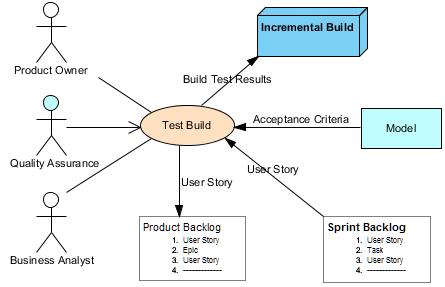 Incremental Build
Product Owner
Build Test Results
Test Build
Acceptance Criteria
Model
Quality Assurance
User Story
User Story
Business Analyst
Product Backlog
1. User Story
2. Epic
3. User Story
4. --------------
Sprint Backlog
1. User Story
2. Task
3. User Story
4. --------------